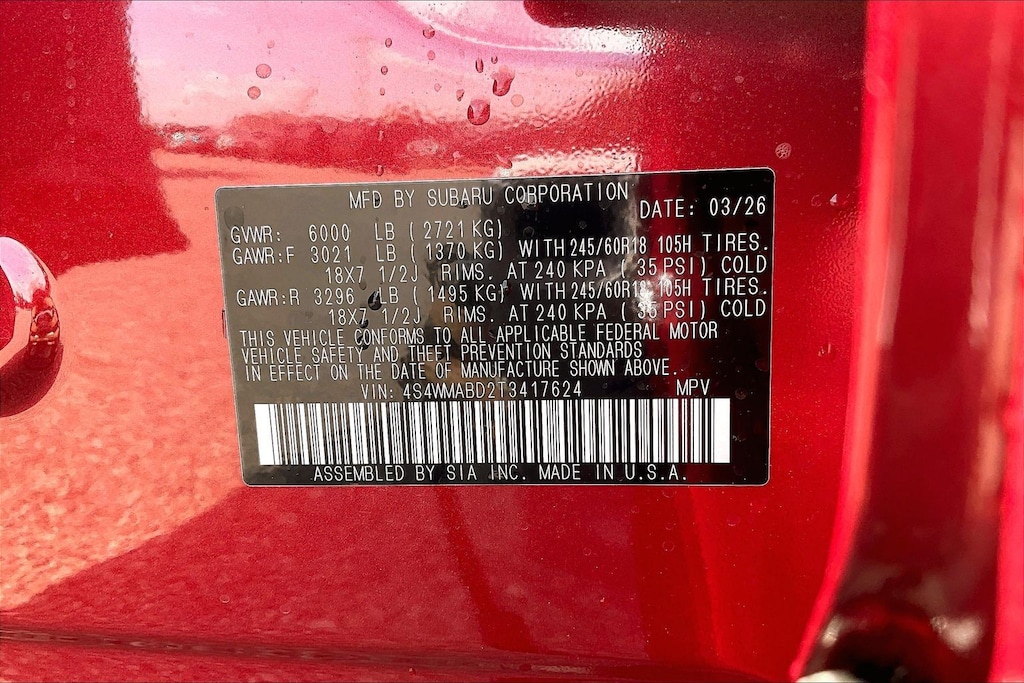 MFD BY SUBARU CORPORATION
DATE: 03/26
GVWR: 6000 LB ( 2721 KG)
GAWR:F 3021 LB ( 1370 KG) WITH 245/60R18 105H TIRES.
18X7 1/2J RIMS. AT 240 KPA ( 35 PSI) COLD
GAWR:R 3296 LB ( 1495 KG) WITH 245/60R18 105H TIRES.
18X7 1/2J RIMS. AT 240 KPA ( 35 PSI) COLD
THIS VEHICLE CONFORMS TO ALL APPLICABLE FEDERAL MOTOR
VEHICLE SAFETY AND THEFT PREVENTION STANDARDS
IN EFFECT ON THE DATE OF MANUFACTURE SHOWN ABOVE.
VIN: 4S4WMABD2T3417624 MPV
ASSEMBLED BY SIA INC. MADE IN U.S.A.